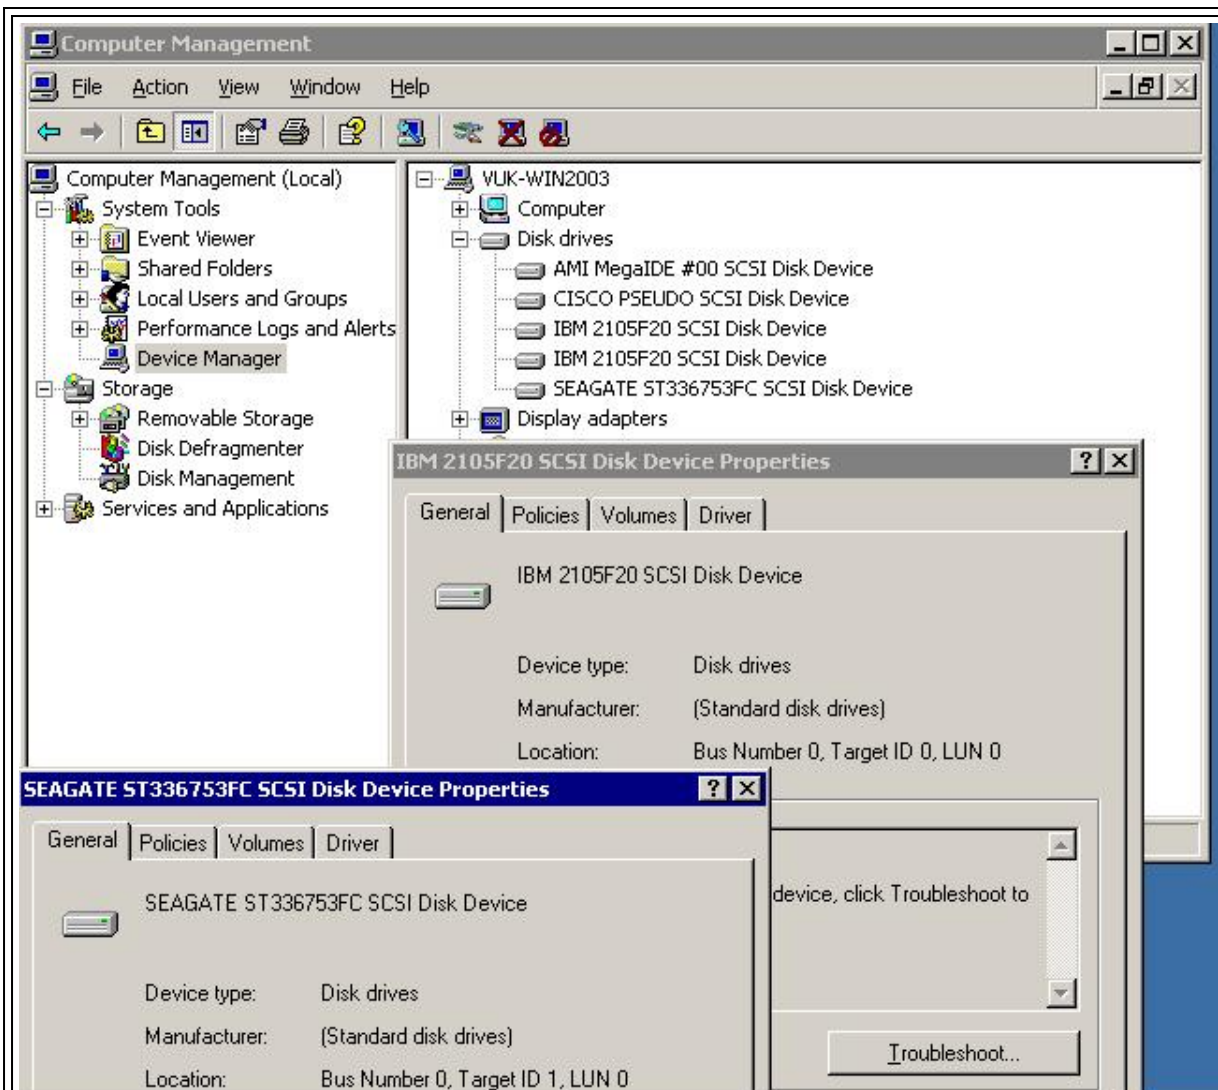 Computer Management
File Action View Window Help
Computer Management (Local)
System Tools
Event Viewer
Shared Folders
Local Users and Groups
Performance Logs and Alerts
Device Manager
Storage
Removable Storage
Disk Defragmenter
Disk Management
Services and Applications
VUK-WIN2003
Computer
Disk drives
AMI MegaIDE #00 SCSI Disk Device
CISCO PSEUDO SCSI Disk Device
IBM 2105F20 SCSI Disk Device
IBM 2105F20 SCSI Disk Device
SEAGATE ST336753FC SCSI Disk Device
Display adapters
IBM 2105F20 SCSI Disk Device Properties
General Policies Volumes Driver
IBM 2105F20 SCSI Disk Device
Device type: Disk drives
Manufacturer: (Standard disk drives)
Location: Bus Number 0, Target ID 0, LUN 0
device, click Troubleshoot to
Troubleshoot...
SEAGATE ST336753FC SCSI Disk Device Properties
General Policies Volumes Driver
SEAGATE ST336753FC SCSI Disk Device
Device type: Disk drives
Manufacturer: (Standard disk drives)
Location: Bus Number 0, Target ID 1, LUN 0